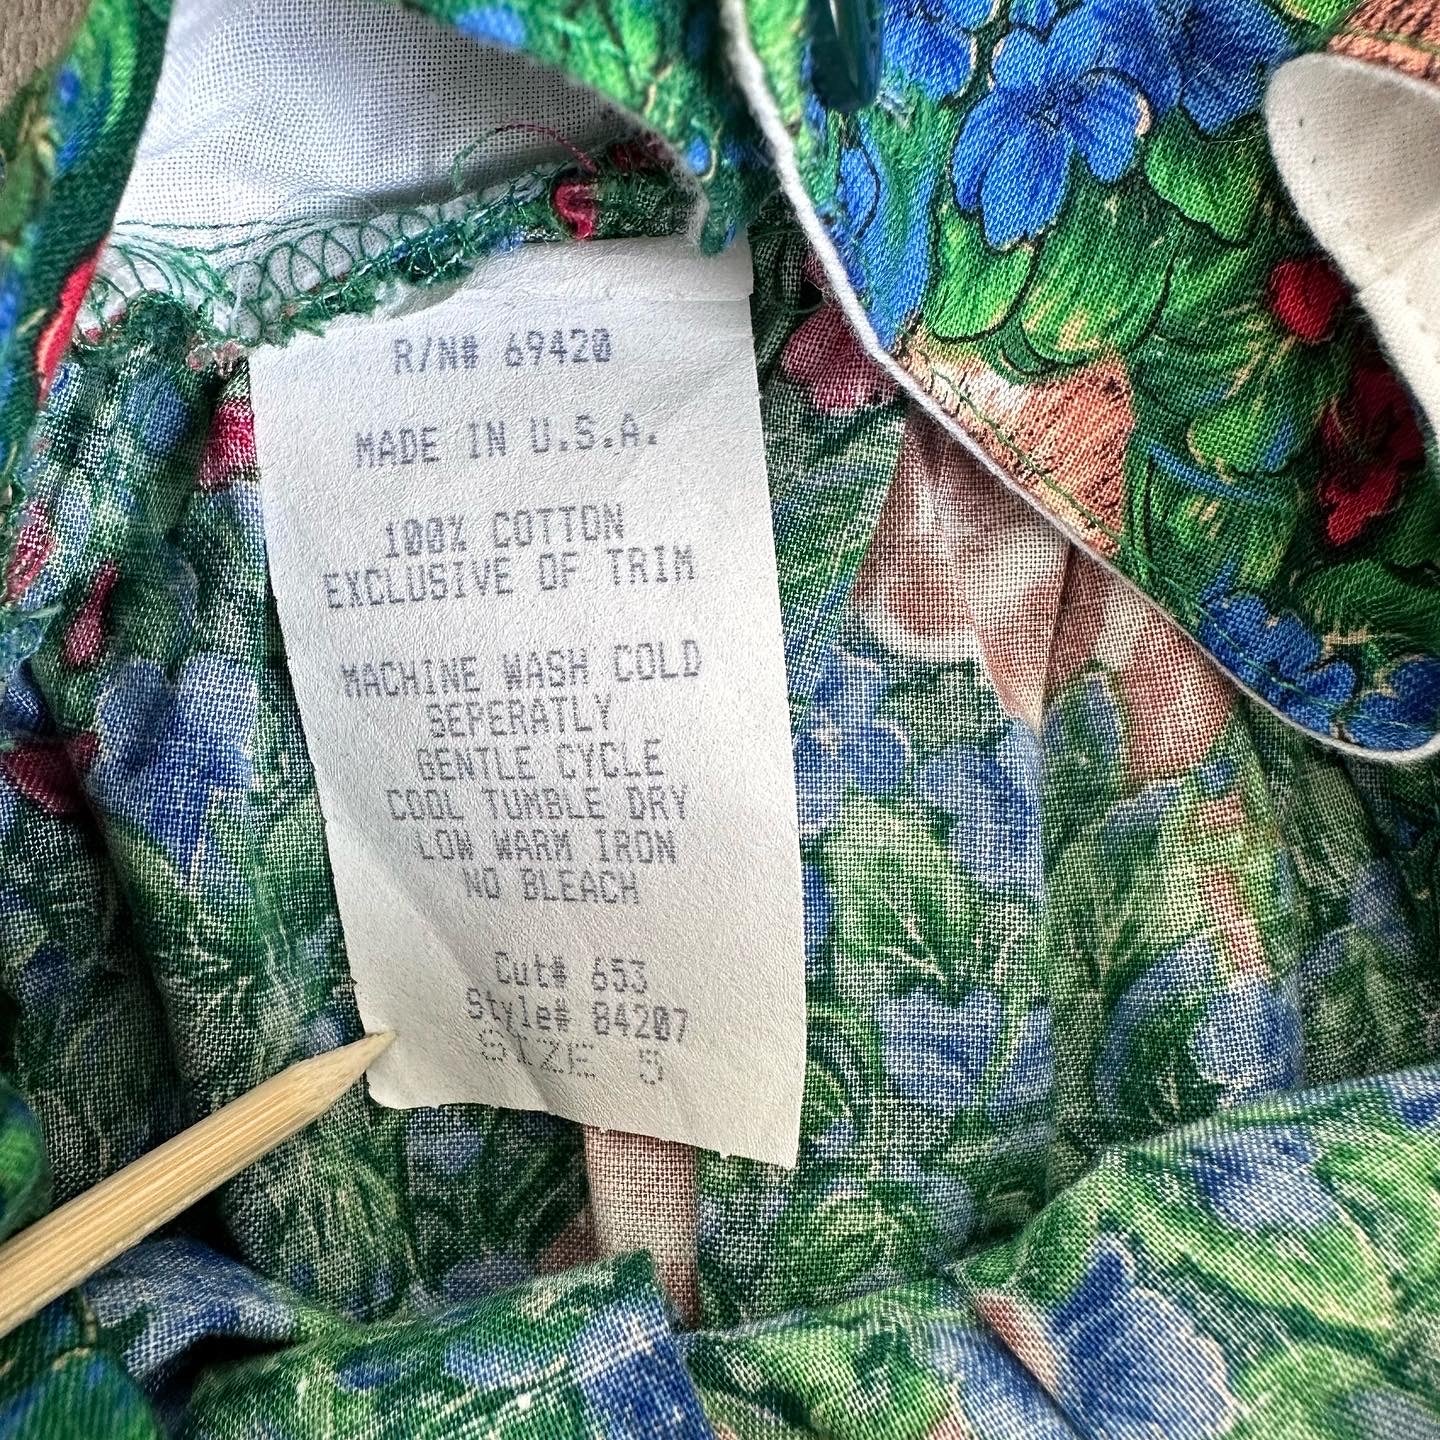 R/N# 69420
MADE IN U.S.A.
100% COTTON
EXCLUSIVE OF TRIM
MACHINE WASH COLD
SEPERATLY
GENTLE CYCLE
COOL TUMBLE DRY
LOW WARM IRON
NO BLEACH
Cut# 653
Style# 84207
SIZE 5